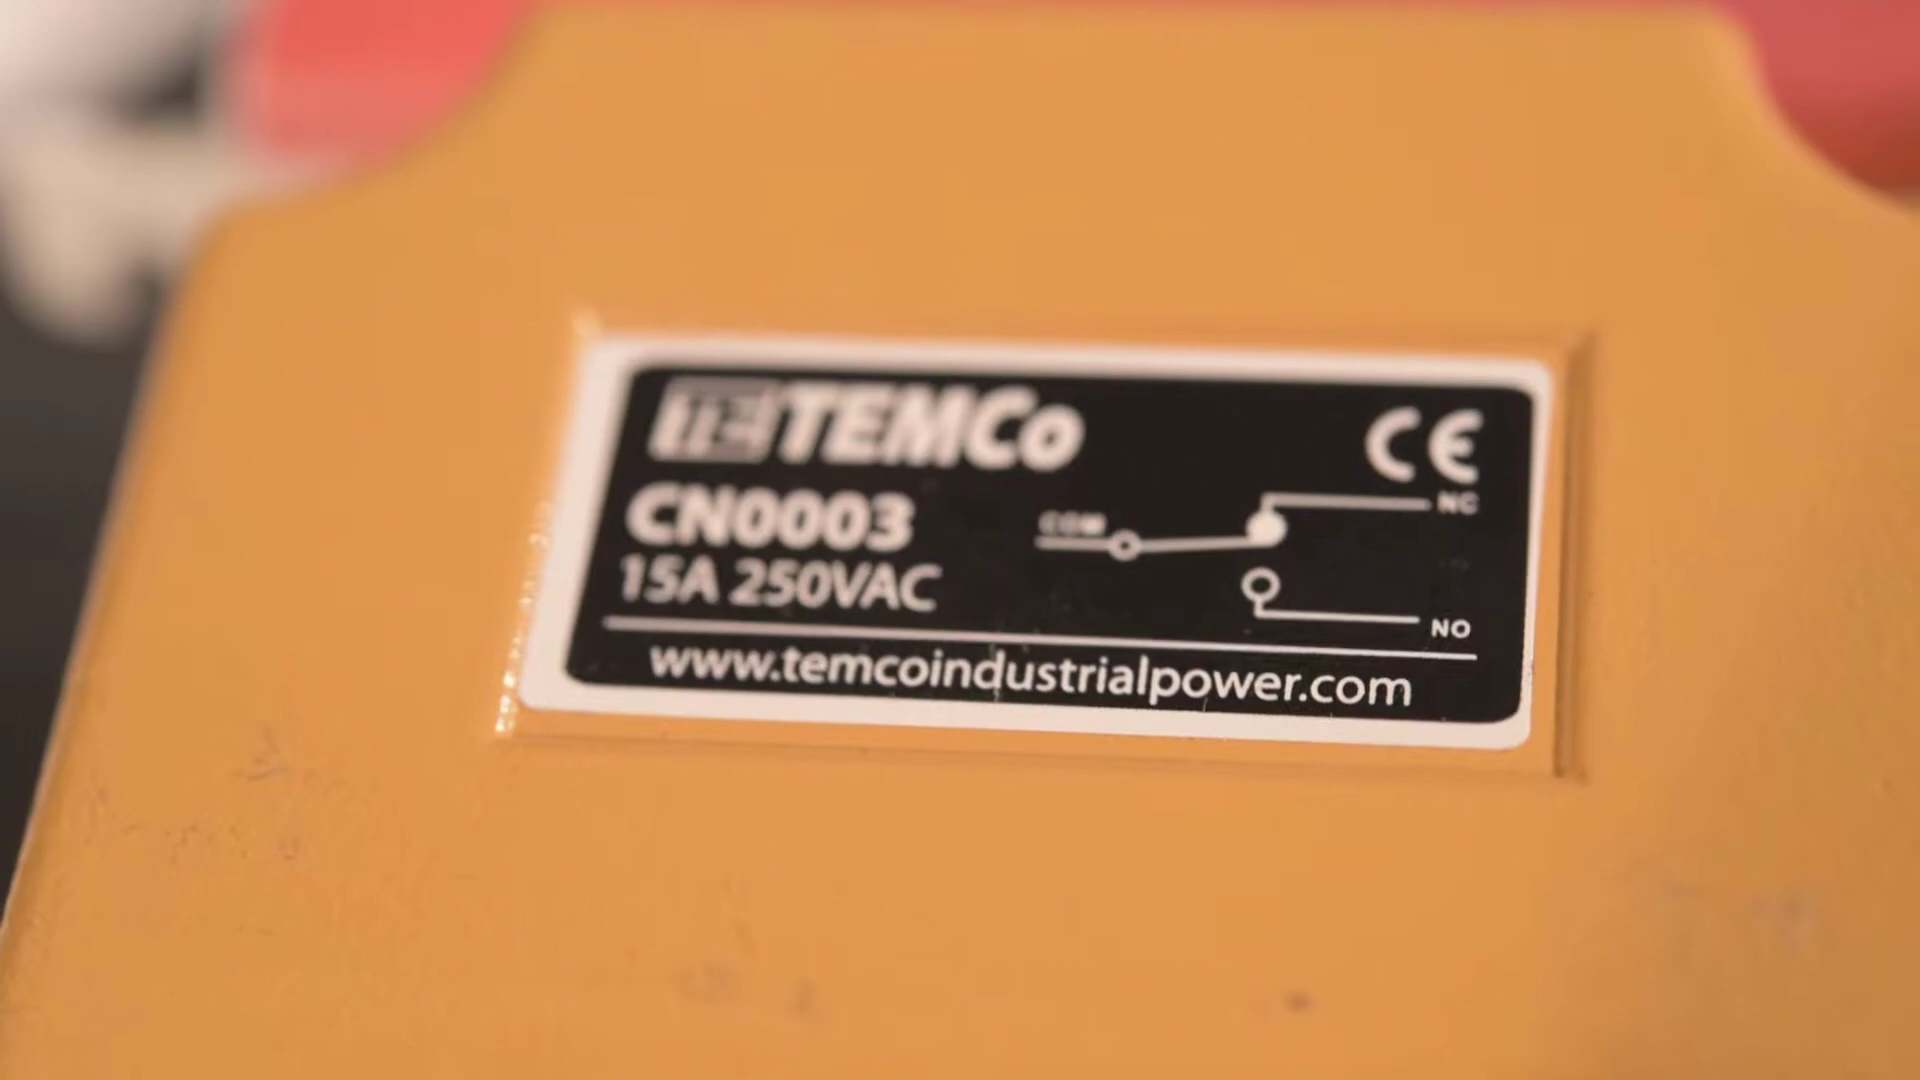 TEMCo
CE
CN0003
15A 250VAC
COM
NC
NO
www.temcoindustrialpower.com